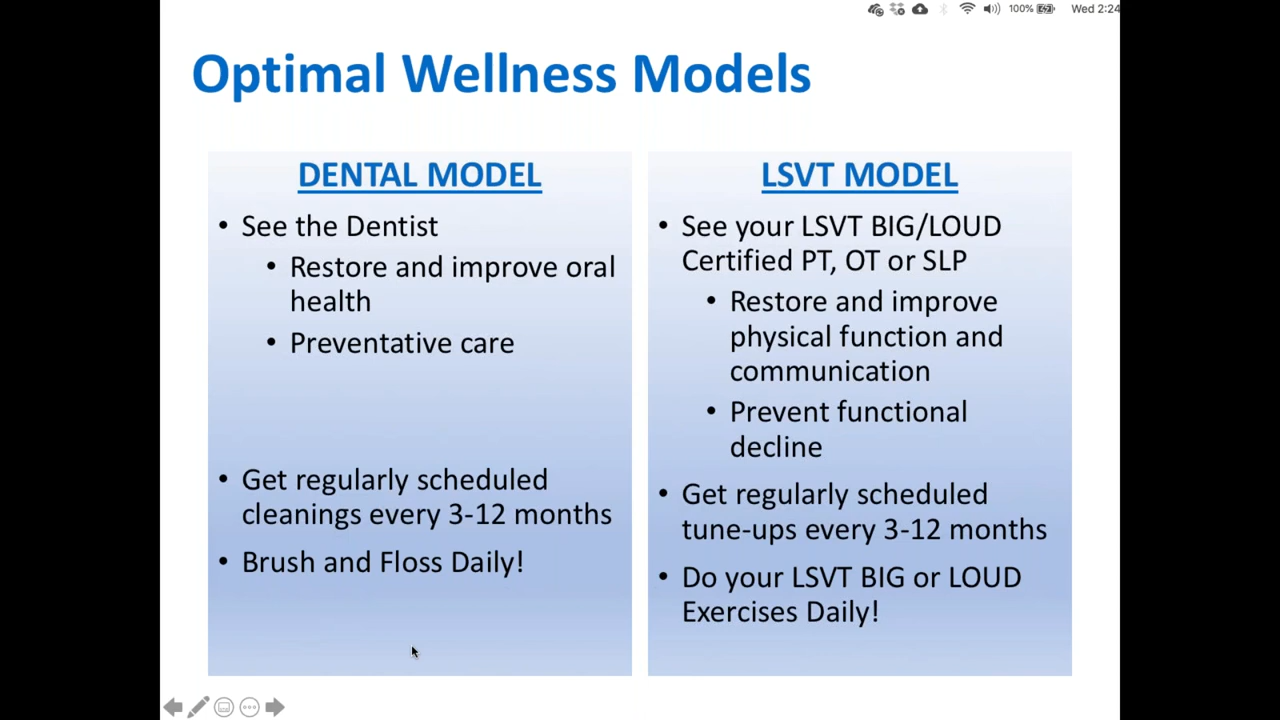 100% Wed 2:24
Optimal Wellness Models
DENTAL MODEL
• See the Dentist
• Restore and improve oral
health
• Preventative care
• Get regularly scheduled
cleanings every 3-12 months
• Brush and Floss Daily!
LSVT MODEL
• See your LSVT BIG/LOUD
Certified PT, OT or SLP
• Restore and improve
physical function and
communication
• Prevent functional
decline
• Get regularly scheduled
tune-ups every 3-12 months
• Do your LSVT BIG or LOUD
Exercises Daily!